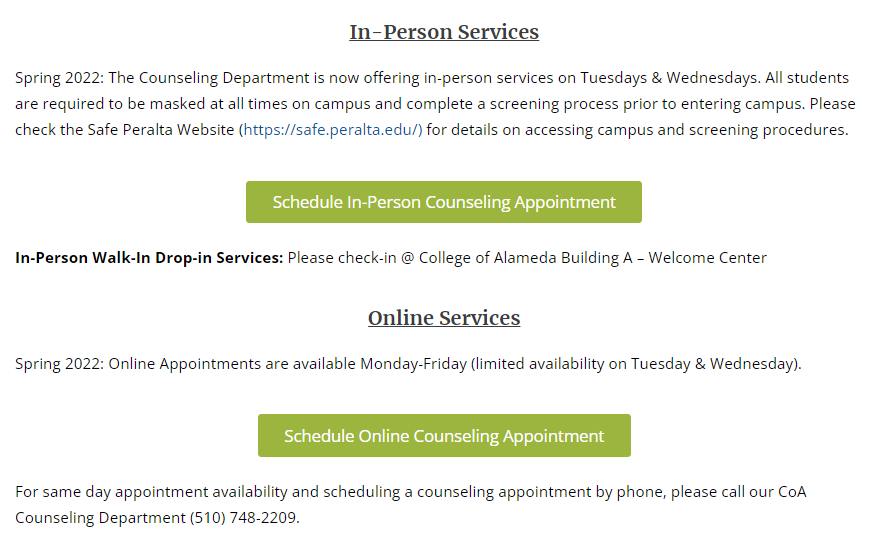 In-Person Services
Spring 2022: The Counseling Department is now offering in-person services on Tuesdays & Wednesdays. All students
are required to be masked at all times on campus and complete a screening process prior to entering campus. Please
check the Safe Peralta Website (https://safe.peralta.edu/) for details on accessing campus and screening procedures.
Schedule In-Person Counseling Appointment
In-Person Walk-In Drop-in Services: Please check-in @ College of Alameda Building A – Welcome Center
Online Services
Spring 2022: Online Appointments are available Monday-Friday (limited availability on Tuesday & Wednesday).
Schedule Online Counseling Appointment
For same day appointment availability and scheduling a counseling appointment by phone, please call our CoA
Counseling Department (510) 748-2209.